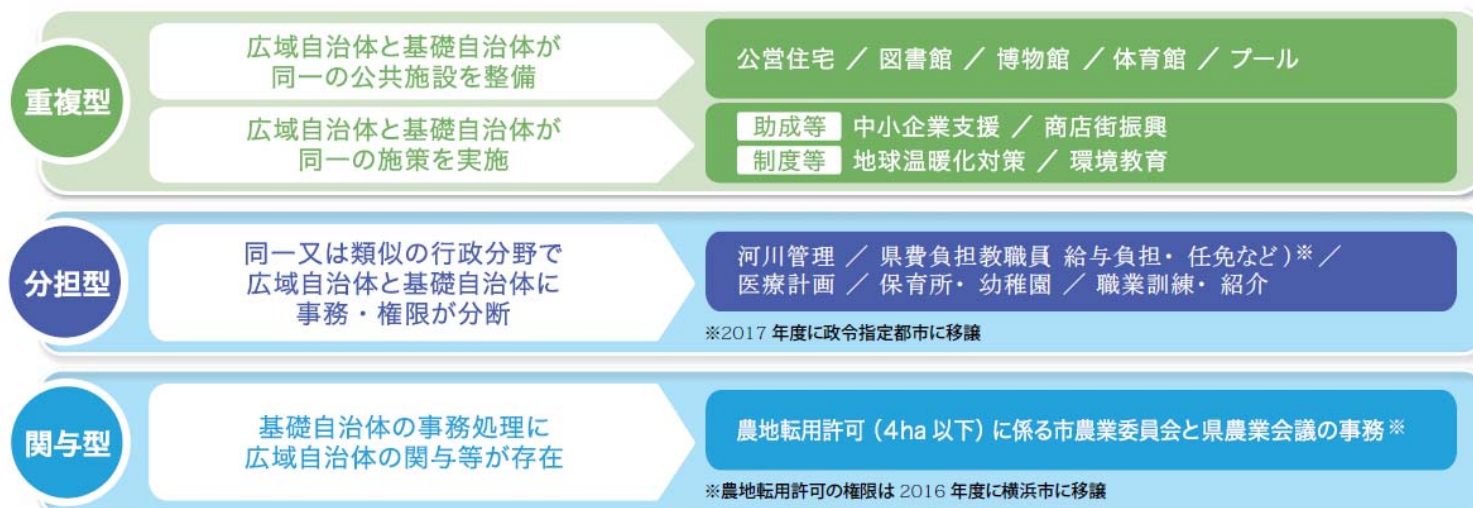 重複型
広域自治体と基礎自治体が
同一の公共施設を整備
公営住宅 ／ 図書館 ／ 博物館 ／ 体育館 ／ プール
広域自治体と基礎自治体が
同一の施策を実施
助成等 中小企業支援 ／ 商店街振興
制度等 地球温暖化対策 ／ 環境教育
分担型
同一又は類似の行政分野で
広域自治体と基礎自治体に
事務・権限が分断
河川管理 ／ 県費負担教職員 給与負担・任免など）※ ／
医療計画 ／ 保育所・幼稚園 ／ 職業訓練・紹介
※2017 年度に政令指定都市に移譲
関与型
基礎自治体の事務処理に
広域自治体の関与等が存在
農地転用許可（4ha 以下）に係る市農業委員会と県農業会議の事務※
※農地転用許可の権限は 2016 年度に横浜市に移譲